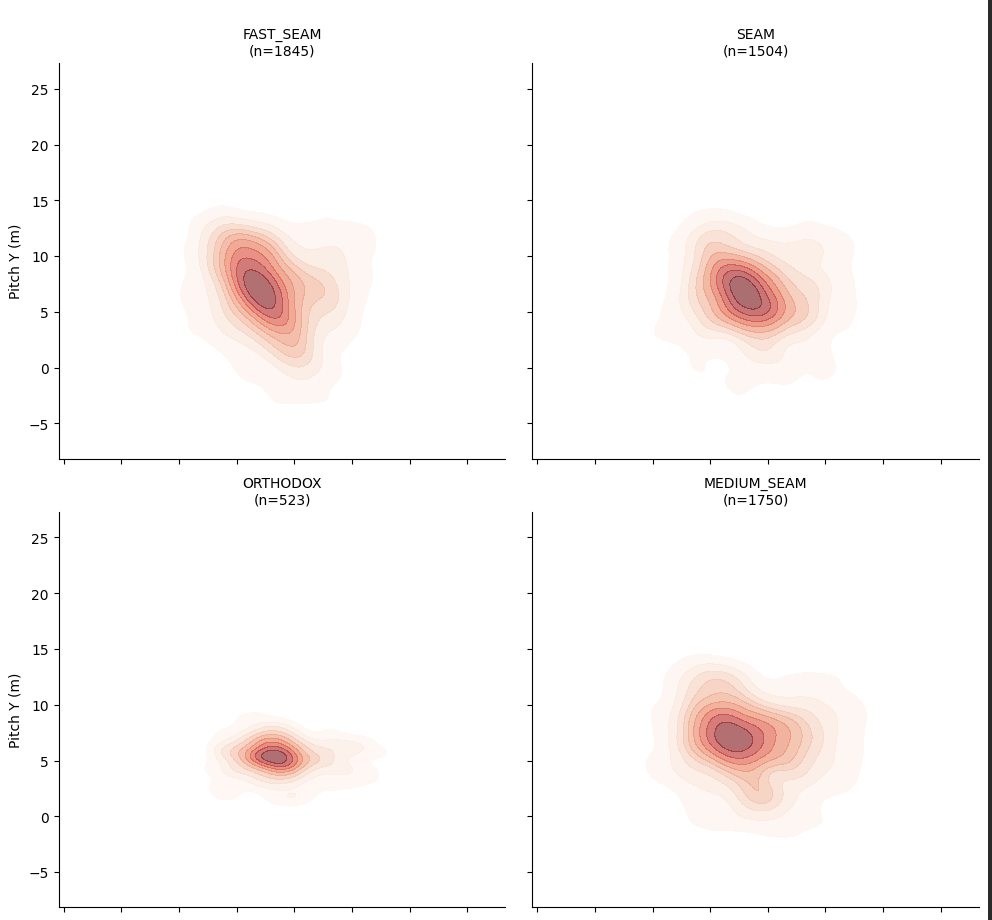 FAST_SEAM
(n=1845)
SEAM
(n=1504)
25
20
15
10
5
0
−5
Pitch Y (m)
ORTHODOX
(n=523)
MEDIUM_SEAM
(n=1750)
25
20
15
10
5
0
−5
Pitch Y (m)